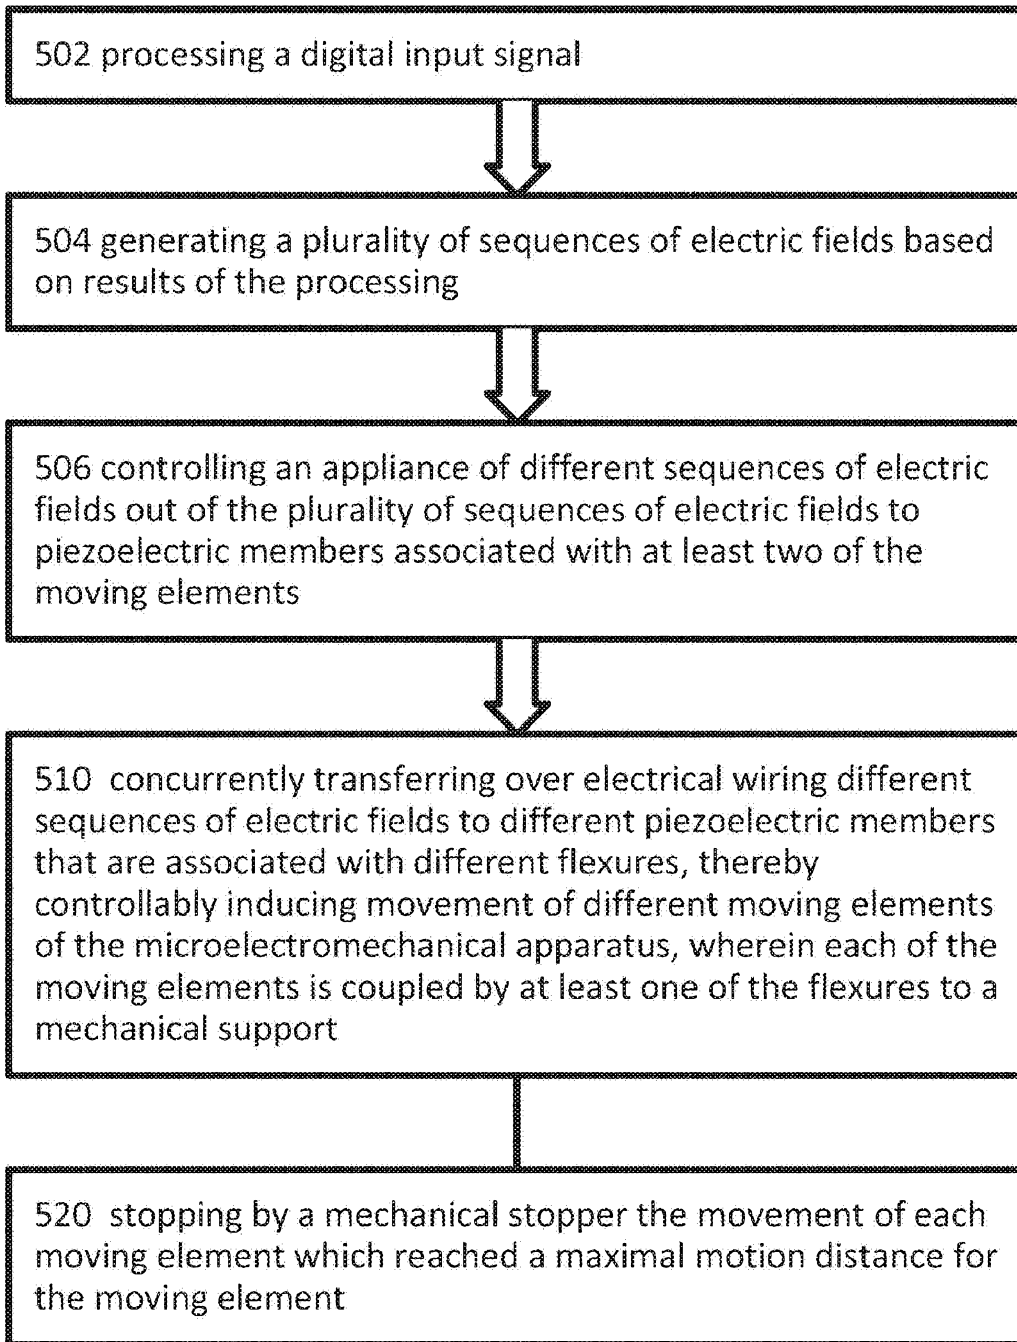 502 processing a digital input signal
504 generating a plurality of sequences of electric fields based
on results of the processing
506 controlling an appliance of different sequences of electric
fields out of the plurality of sequences of electric fields to
piezoelectric members associated with at least two of the
moving elements
510 concurrently transferring over electrical wiring different
sequences of electric fields to different piezoelectric members
that are associated with different flexures, thereby
controllably inducing movement of different moving elements
of the microelectromechanical apparatus, wherein each of the
moving elements is coupled by at least one of the flexures to a
mechanical support
520 stopping by a mechanical stopper the movement of each
moving element which reached a maximal motion distance for
the moving element